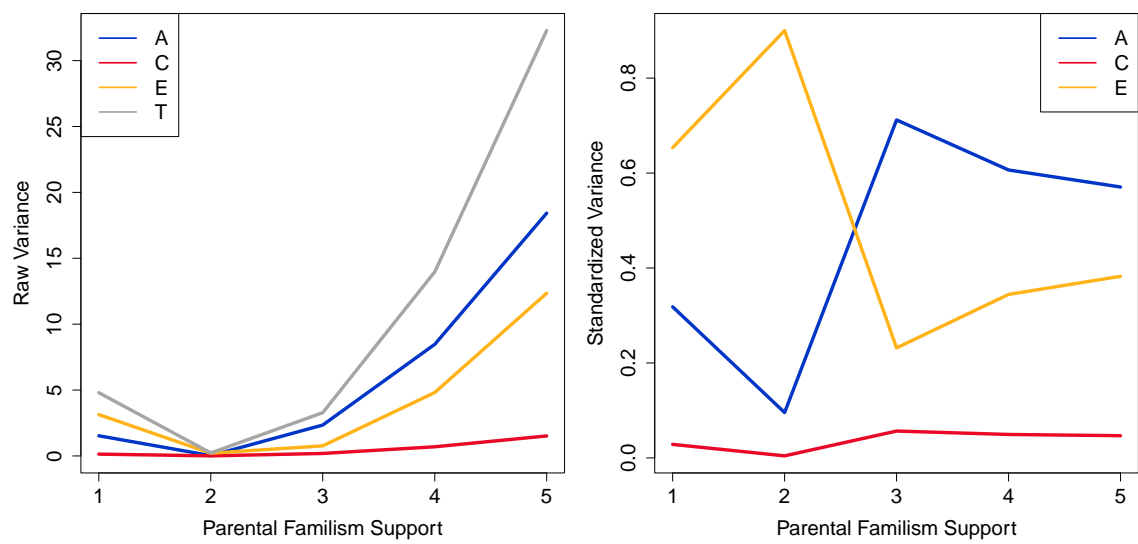 A
C
E
T
Raw Variance
30
25
20
15
10
5
0
1 2 3 4 5
Parental Familism Support
A
C
E
Standardized Variance
0.8
0.6
0.4
0.2
0.0
1 2 3 4 5
Parental Familism Support